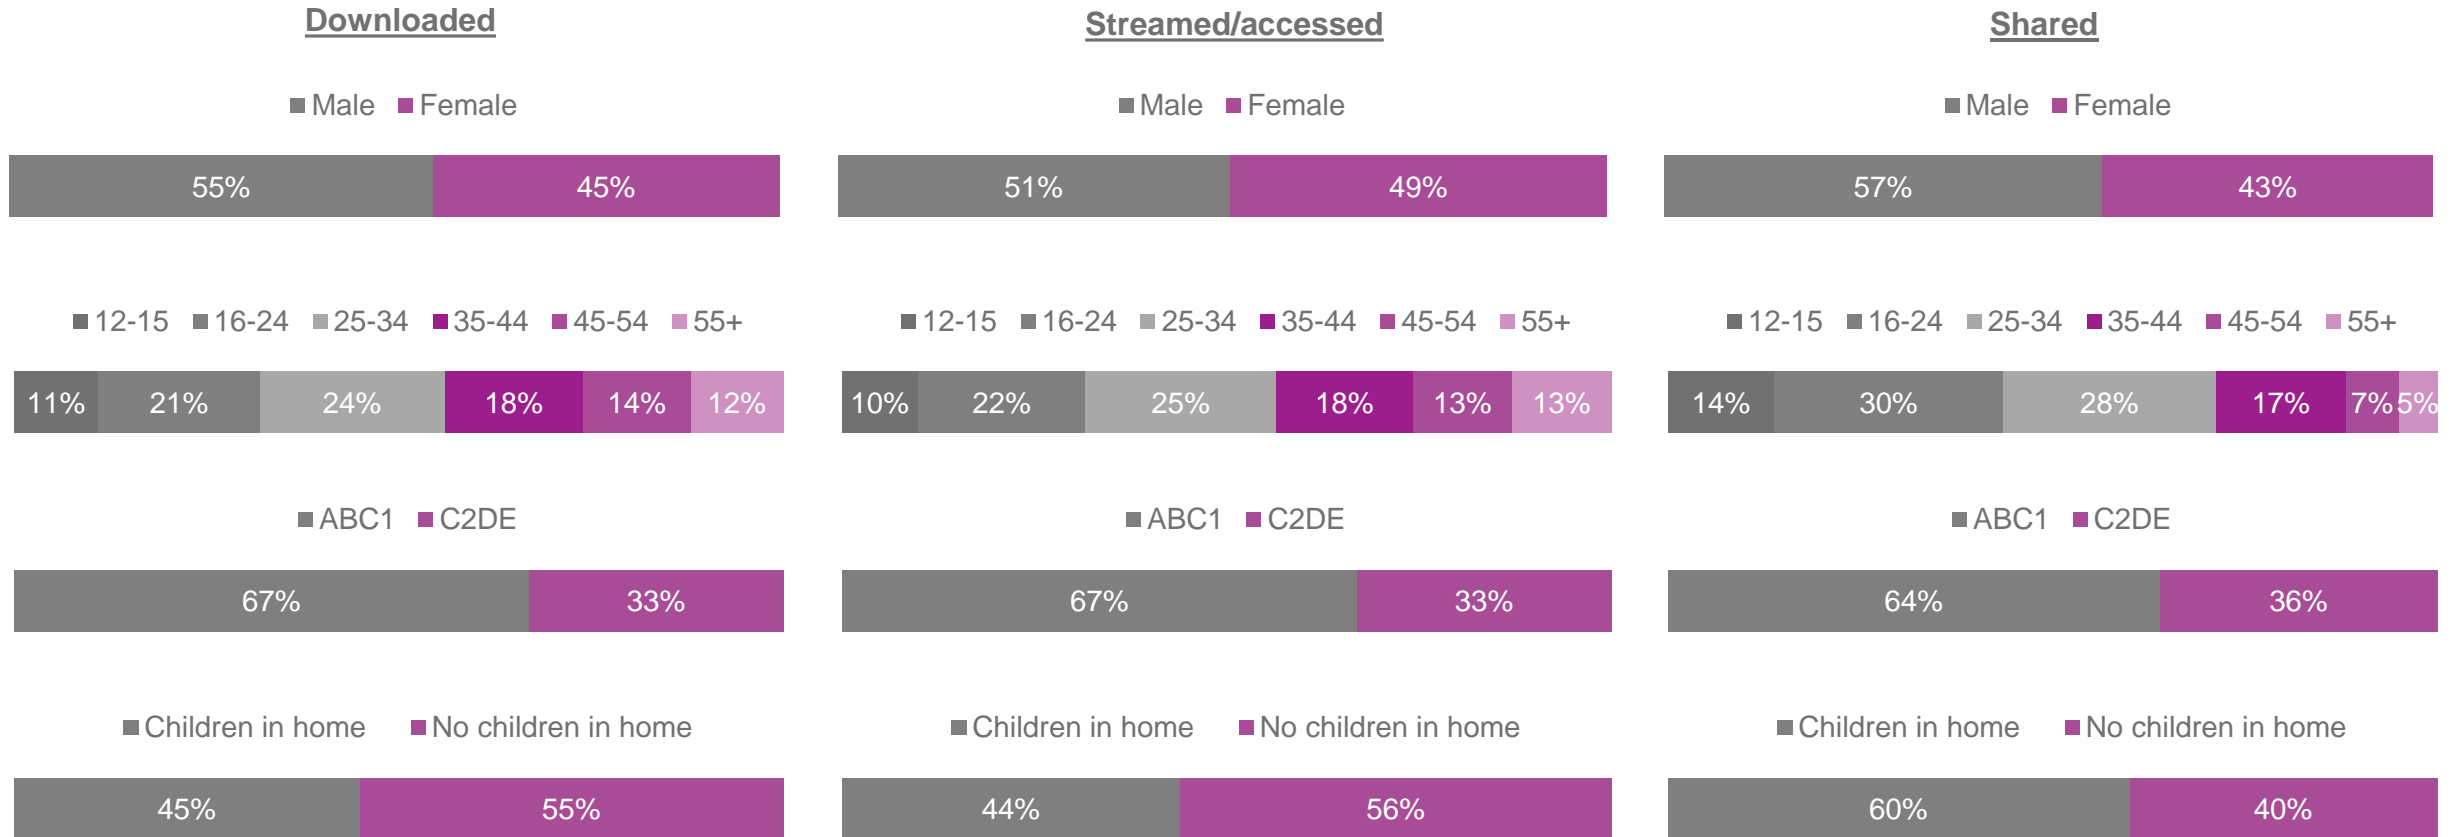 Downloaded
Streamed/accessed
Shared
Male Female
Male Female
Male Female
55% 45%
51% 49%
57% 43%
12-15 16-24 25-34 35-44 45-54 55+
12-15 16-24 25-34 35-44 45-54 55+
12-15 16-24 25-34 35-44 45-54 55+
11% 21% 24% 18% 14% 12%
10% 22% 25% 18% 13% 13%
14% 30% 28% 17% 7% 5%
ABC1 C2DE
ABC1 C2DE
ABC1 C2DE
67% 33%
67% 33%
64% 36%
Children in home No children in home
Children in home No children in home
Children in home No children in home
45% 55%
44% 56%
60% 40%